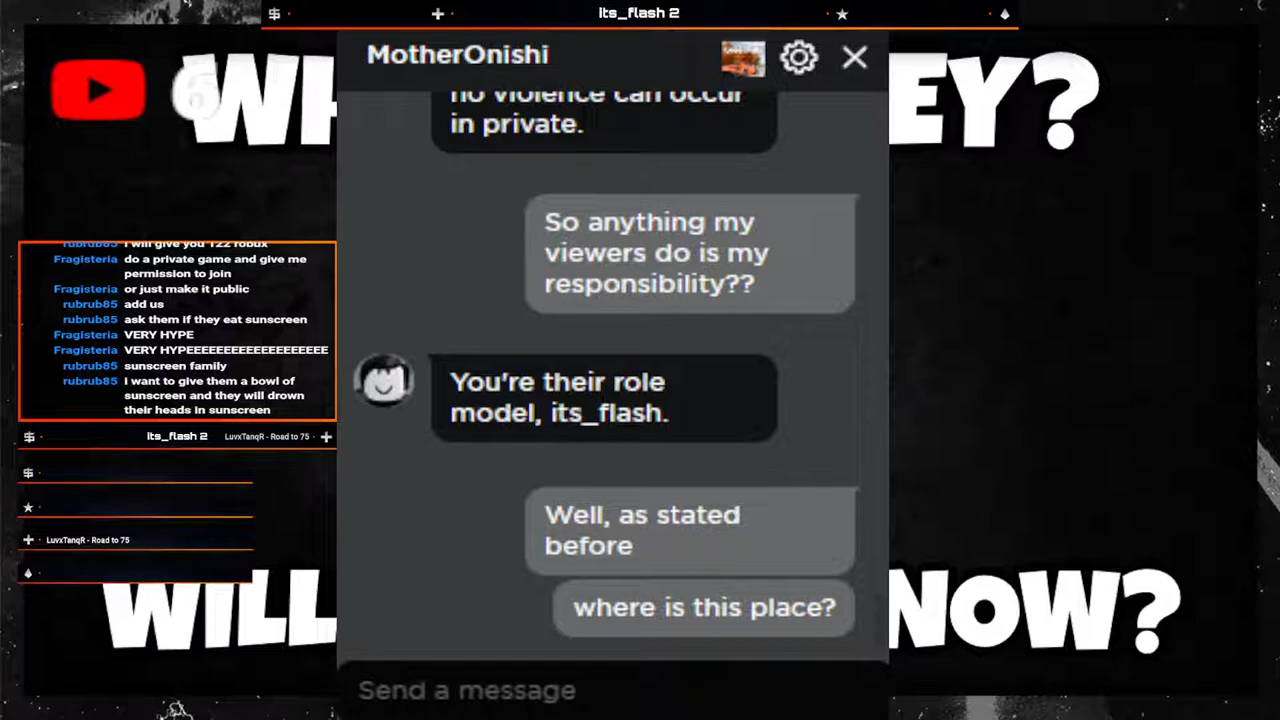 its_flash 2
MotherOnishi
WH
EY?
6
no violence can occur
in private.
So anything my
viewers do is my
responsibility??
You're their role
model, its_flash.
Well, as stated
before
where is this place?
Send a message
rubrub85 I will give you 122 robux
Fragisteria do a private game and give me
permission to join
Fragisteria or just make it public
rubrub85 add us
rubrub85 ask them if they eat sunscreen
Fragisteria VERY HYPE
Fragisteria VERY HYPEEEEEEEEEEEEEEEEEEE
rubrub85 sunscreen family
rubrub85 I want to give them a bowl of
sunscreen and they will drown
their heads in sunscreen
its_flash 2 LuvxTanqR - Road to 75
LuvxTanqR - Road to 75
WILL
NOW?